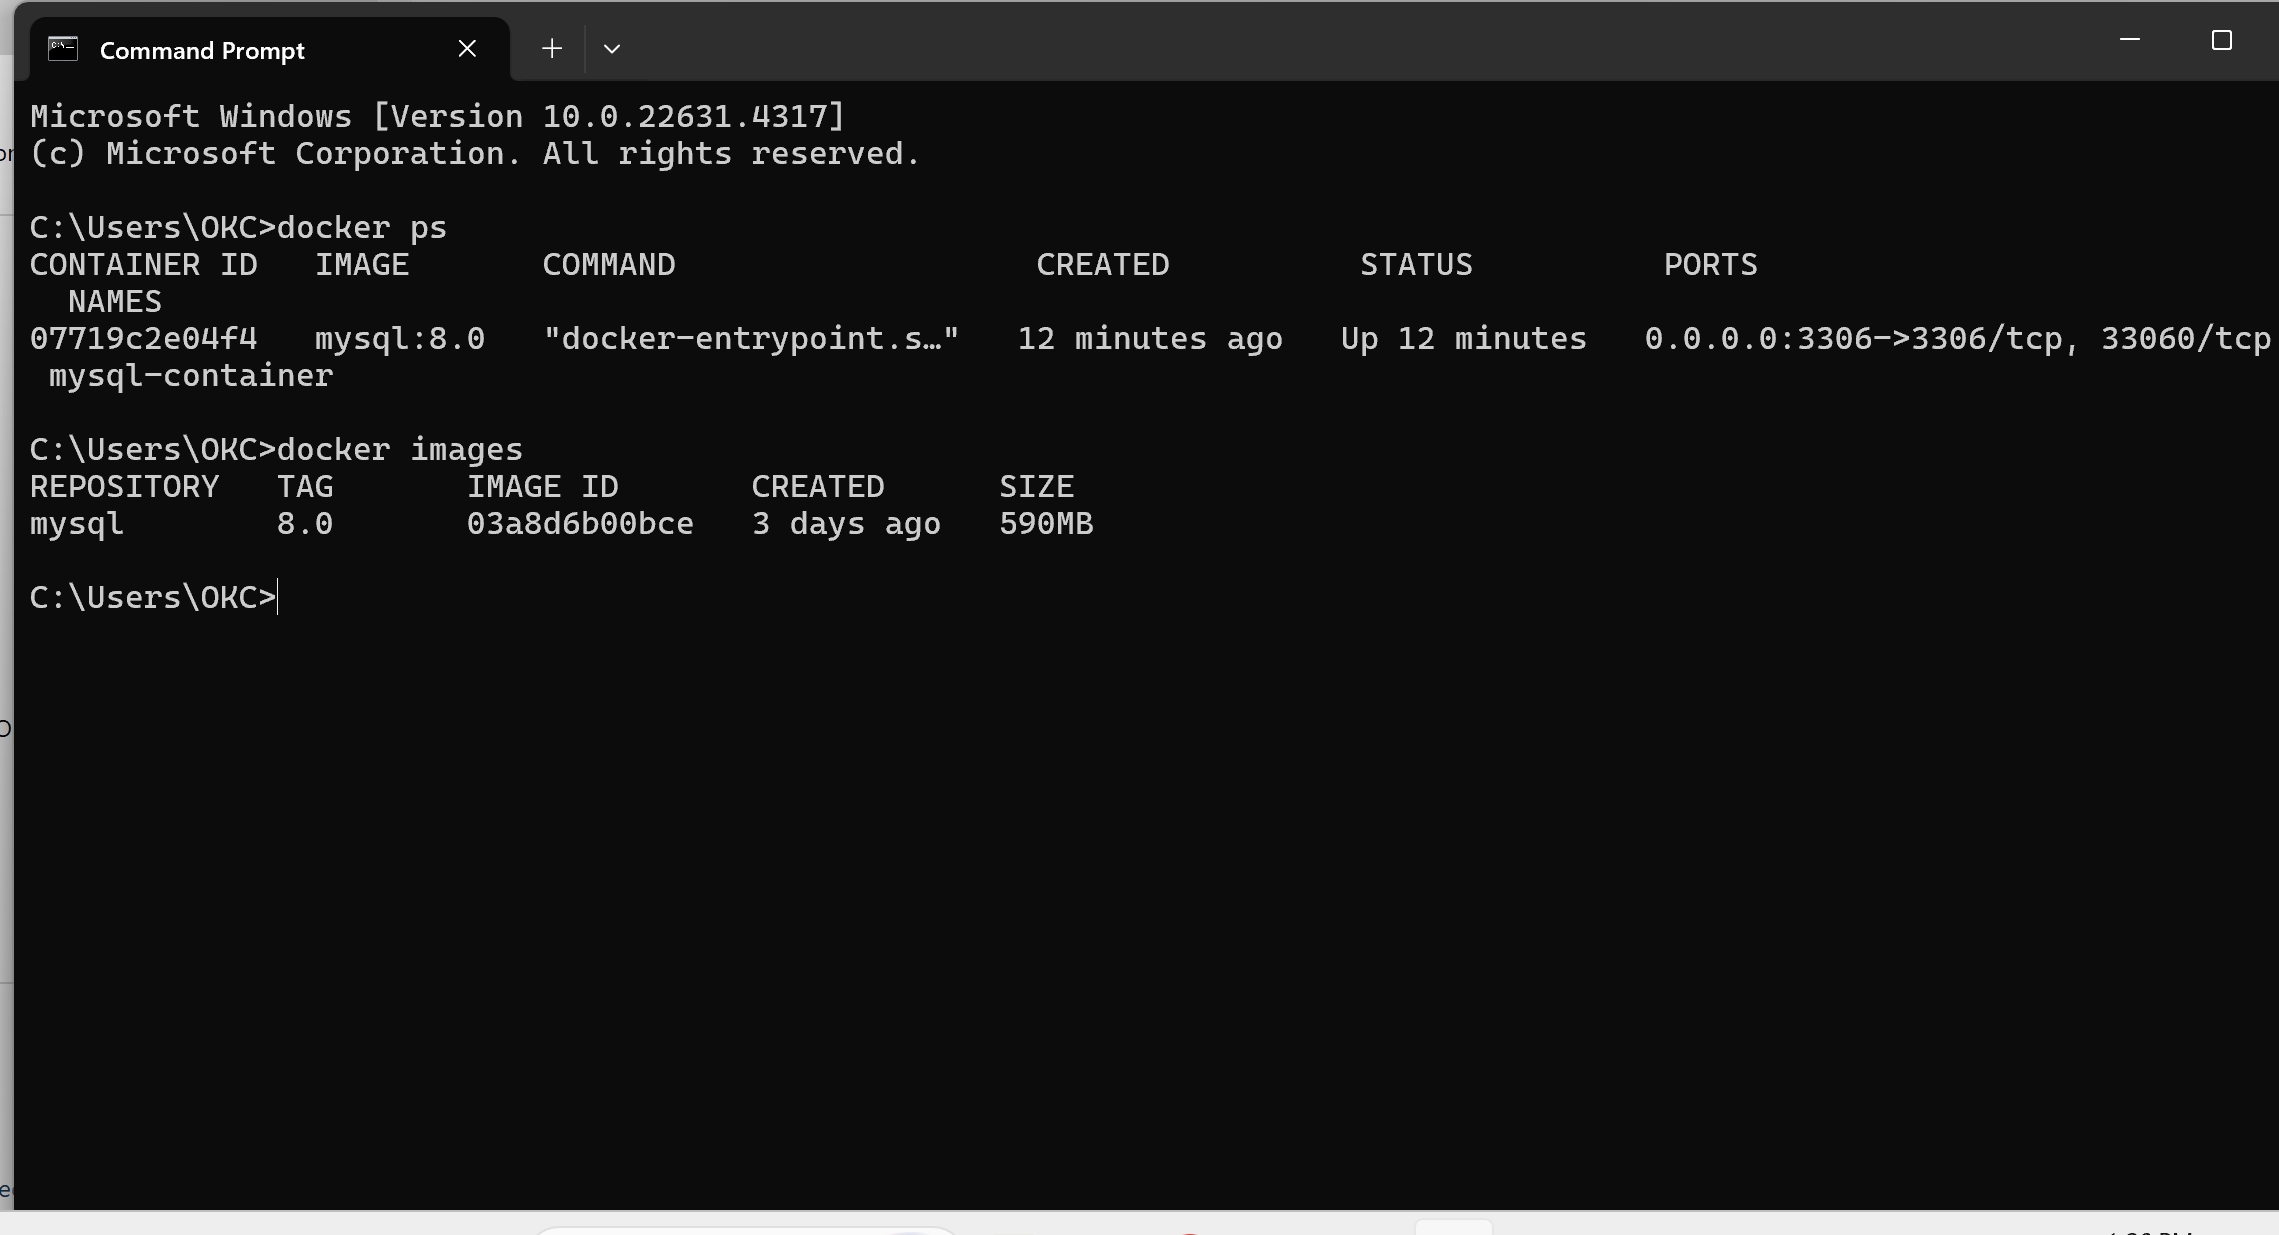 Command Prompt
Microsoft Windows [Version 10.0.22631.4317]
(c) Microsoft Corporation. All rights reserved.
C:\Users\OKC>docker ps
CONTAINER ID   IMAGE       COMMAND                   CREATED          STATUS          PORTS
  NAMES
07719c2e04f4   mysql:8.0   "docker-entrypoint.s…"   12 minutes ago   Up 12 minutes   0.0.0.0:3306->3306/tcp, 33060/tcp
 mysql-container
C:\Users\OKC>docker images
REPOSITORY   TAG       IMAGE ID       CREATED      SIZE
mysql        8.0       03a8d6b00bce   3 days ago   590MB
C:\Users\OKC>